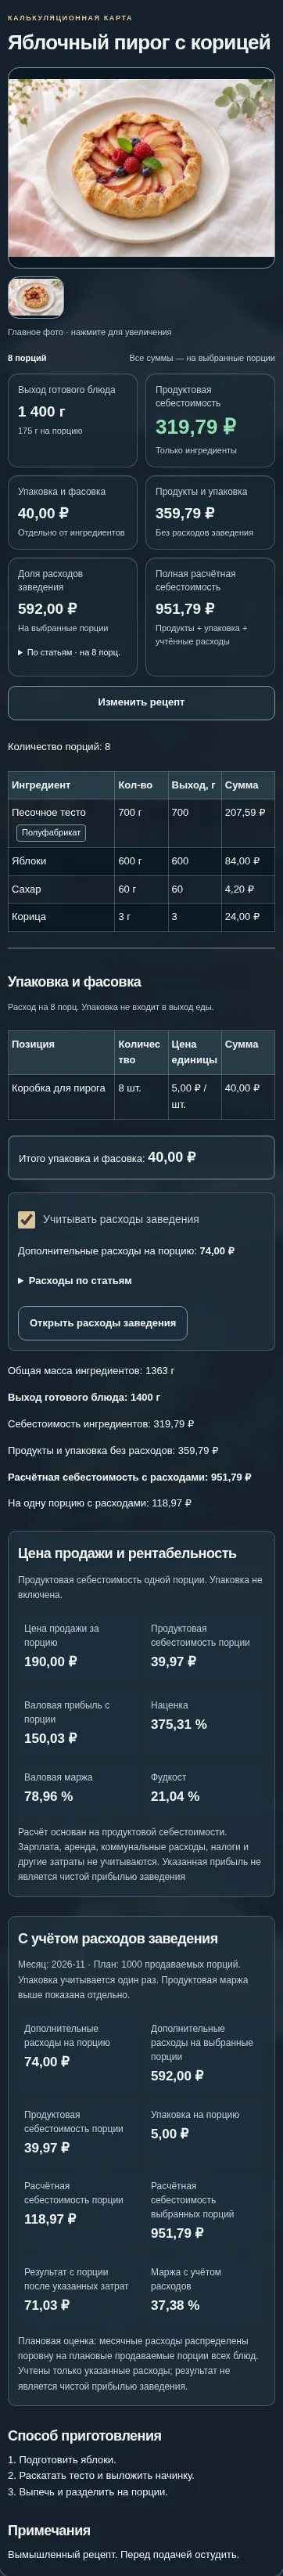 КАЛЬКУЛЯЦИОННАЯ КАРТА
Яблочный пирог с корицей
Главное фото · нажмите для увеличения
8 порций
Все суммы — на выбранные порции
Выход готового блюда
1 400 г
175 г на порцию
Продуктовая
себестоимость
319,79 ₽
Только ингредиенты
Упаковка и фасовка
40,00 ₽
Отдельно от ингредиентов
Продукты и упаковка
359,79 ₽
Без расходов заведения
Доля расходов
заведения
592,00 ₽
На выбранные порции
▶ По статьям · на 8 порц.
Полная расчётная
себестоимость
951,79 ₽
Продукты + упаковка +
учтённые расходы
Изменить рецепт
Количество порций: 8
Ингредиент Кол-во Выход, г Сумма
Песочное тесто 700 г 700 207,59 ₽
Полуфабрикат
Яблоки 600 г 600 84,00 ₽
Сахар 60 г 60 4,20 ₽
Корица 3 г 3 24,00 ₽
Упаковка и фасовка
Расход на 8 порц. Упаковка не входит в выход еды.
Позиция Количес Цена Сумма
тво единицы
Коробка для пирога 8 шт. 5,00 ₽ / 40,00 ₽
шт.
Итого упаковка и фасовка: 40,00 ₽
Учитывать расходы заведения
Дополнительные расходы на порцию: 74,00 ₽
▶ Расходы по статьям
Открыть расходы заведения
Общая масса ингредиентов: 1363 г
Выход готового блюда: 1400 г
Себестоимость ингредиентов: 319,79 ₽
Продукты и упаковка без расходов: 359,79 ₽
Расчётная себестоимость с расходами: 951,79 ₽
На одну порцию с расходами: 118,97 ₽
Цена продажи и рентабельность
Продуктовая себестоимость одной порции. Упаковка не
включена.
Цена продажи за
порцию
190,00 ₽
Продуктовая
себестоимость порции
39,97 ₽
Валовая прибыль с
порции
150,03 ₽
Наценка
375,31 %
Валовая маржа
78,96 %
Фудкост
21,04 %
Расчёт основан на продуктовой себестоимости.
Зарплата, аренда, коммунальные расходы, налоги и
другие затраты не учитываются. Указанная прибыль не
является чистой прибылью заведения
С учётом расходов заведения
Месяц: 2026-11 · План: 1000 продаваемых порций.
Упаковка учитывается один раз. Продуктовая маржа
выше показана отдельно.
Дополнительные
расходы на порцию
74,00 ₽
Дополнительные
расходы на выбранные
порции
592,00 ₽
Продуктовая
себестоимость порции
39,97 ₽
Упаковка на порцию
5,00 ₽
Расчётная
себестоимость порции
118,97 ₽
Расчётная
себестоимость
выбранных порций
951,79 ₽
Результат с порции
после указанных затрат
71,03 ₽
Маржа с учётом
расходов
37,38 %
Плановая оценка: месячные расходы распределены
поровну на плановые продаваемые порции всех блюд.
Учтены только указанные расходы; результат не
является чистой прибылью заведения.
Способ приготовления
1. Подготовить яблоки.
2. Раскатать тесто и выложить начинку.
3. Выпечь и разделить на порции.
Примечания
Вымышленный рецепт. Перед подачей остудить.